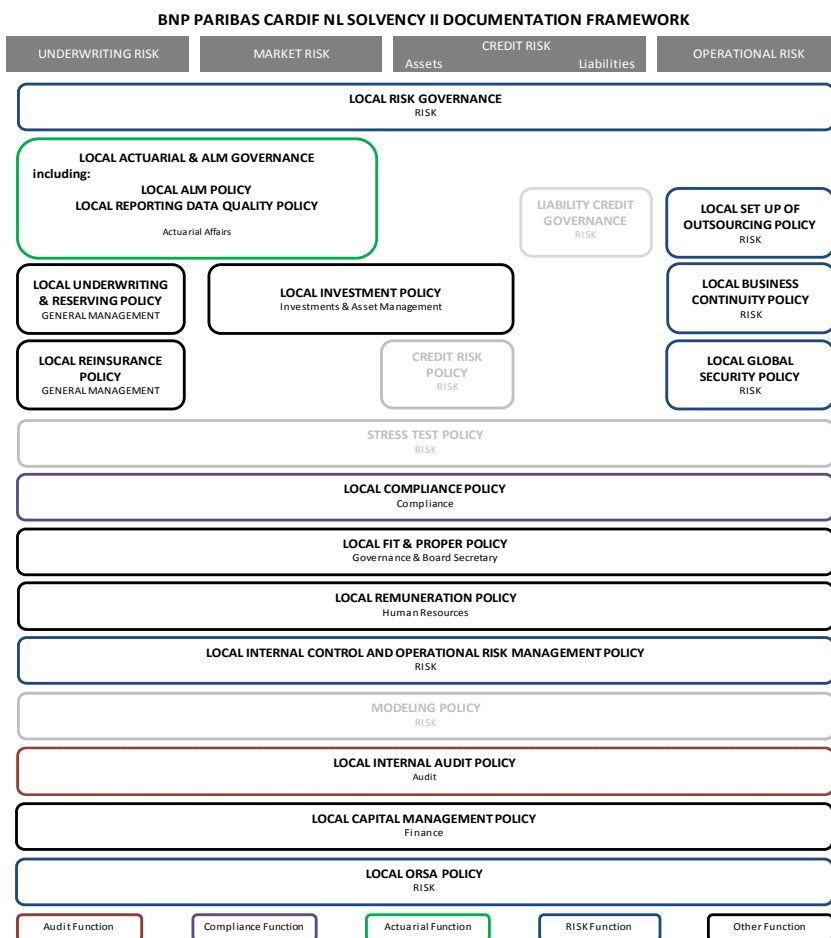 BNP PARIBAS CARDIF NL SOLVENCY II DOCUMENTATION FRAMEWORK
UNDERWRITING RISK
MARKET RISK
CREDIT RISK
Assets Liabilities
OPERATIONAL RISK
LOCAL RISK GOVERNANCE
RISK
LOCAL ACTUARIAL & ALM GOVERNANCE
including:
LOCAL ALM POLICY
LOCAL REPORTING DATA QUALITY POLICY
Actuarial Affairs
LIABILITY CREDIT
GOVERNANCE
RISK
LOCAL SET UP OF
OUTSOURCING POLICY
RISK
LOCAL UNDERWRITING
& RESERVING POLICY
GENERAL MANAGEMENT
LOCAL INVESTMENT POLICY
Investments & Asset Management
LOCAL BUSINESS
CONTINUITY POLICY
RISK
LOCAL REINSURANCE
POLICY
GENERAL MANAGEMENT
CREDIT RISK
POLICY
RISK
LOCAL GLOBAL
SECURITY POLICY
RISK
STRESS TEST POLICY
RISK
LOCAL COMPLIANCE POLICY
Compliance
LOCAL FIT & PROPER POLICY
Governance & Board Secretary
LOCAL REMUNERATION POLICY
Human Resources
LOCAL INTERNAL CONTROL AND OPERATIONAL RISK MANAGEMENT POLICY
RISK
MODELING POLICY
RISK
LOCAL INTERNAL AUDIT POLICY
Audit
LOCAL CAPITAL MANAGEMENT POLICY
Finance
LOCAL ORSA POLICY
RISK
Audit Function
Compliance Function
Actuarial Function
RISK Function
Other Function